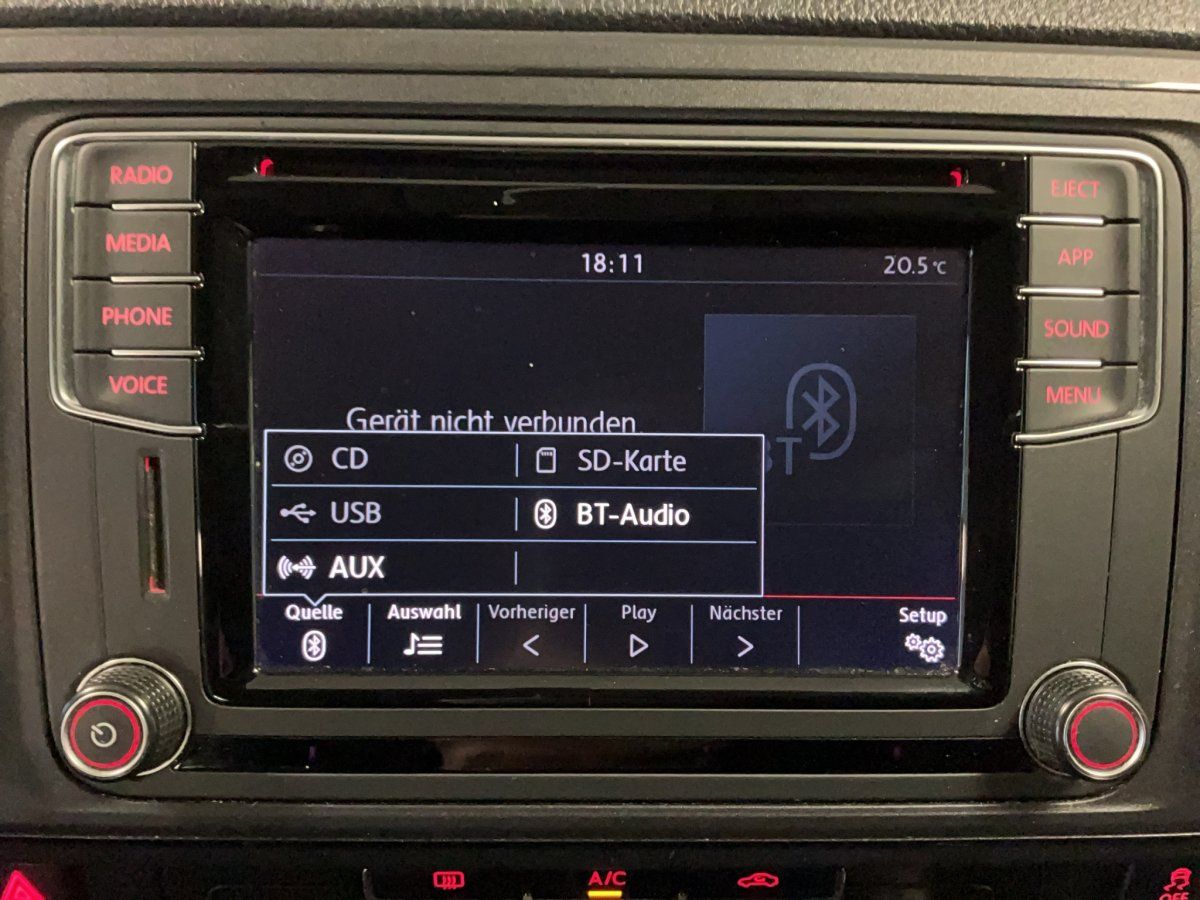 RADIO
MEDIA
PHONE
VOICE
EJECT
APP
SOUND
MENU
18:11
20.5 °C
Gerät nicht verbunden.
BT
CD
SD-Karte
USB
BT-Audio
AUX
Quelle
Auswahl
Vorheriger
Play
Nächster
Setup
A/C
OFF